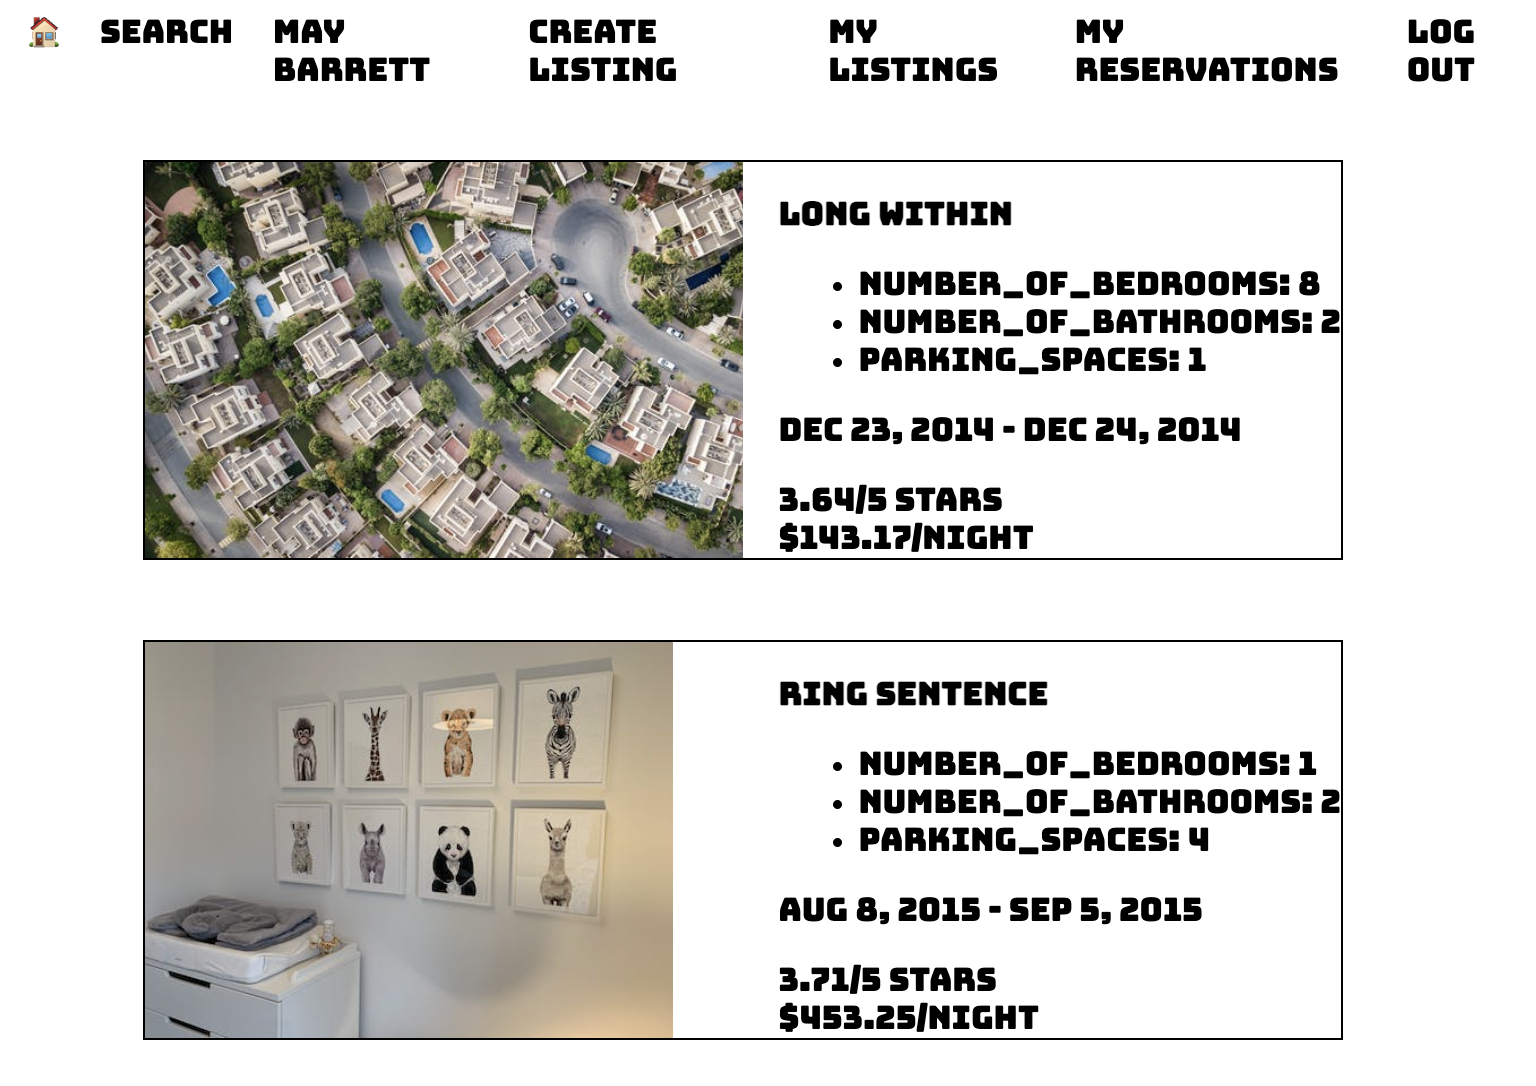 SEARCH
MAY BARRETT
CREATE LISTING
MY LISTINGS
MY RESERVATIONS
LOG OUT
LONG WITHIN
NUMBER_OF_BEDROOMS: 8
NUMBER_OF_BATHROOMS: 2
PARKING_SPACES: 1
DEC 23, 2014 - DEC 24, 2014
3.64/5 STARS
$143.17/NIGHT
RING SENTENCE
NUMBER_OF_BEDROOMS: 1
NUMBER_OF_BATHROOMS: 2
PARKING_SPACES: 4
AUG 8, 2015 - SEP 5, 2015
3.71/5 STARS
$453.25/NIGHT